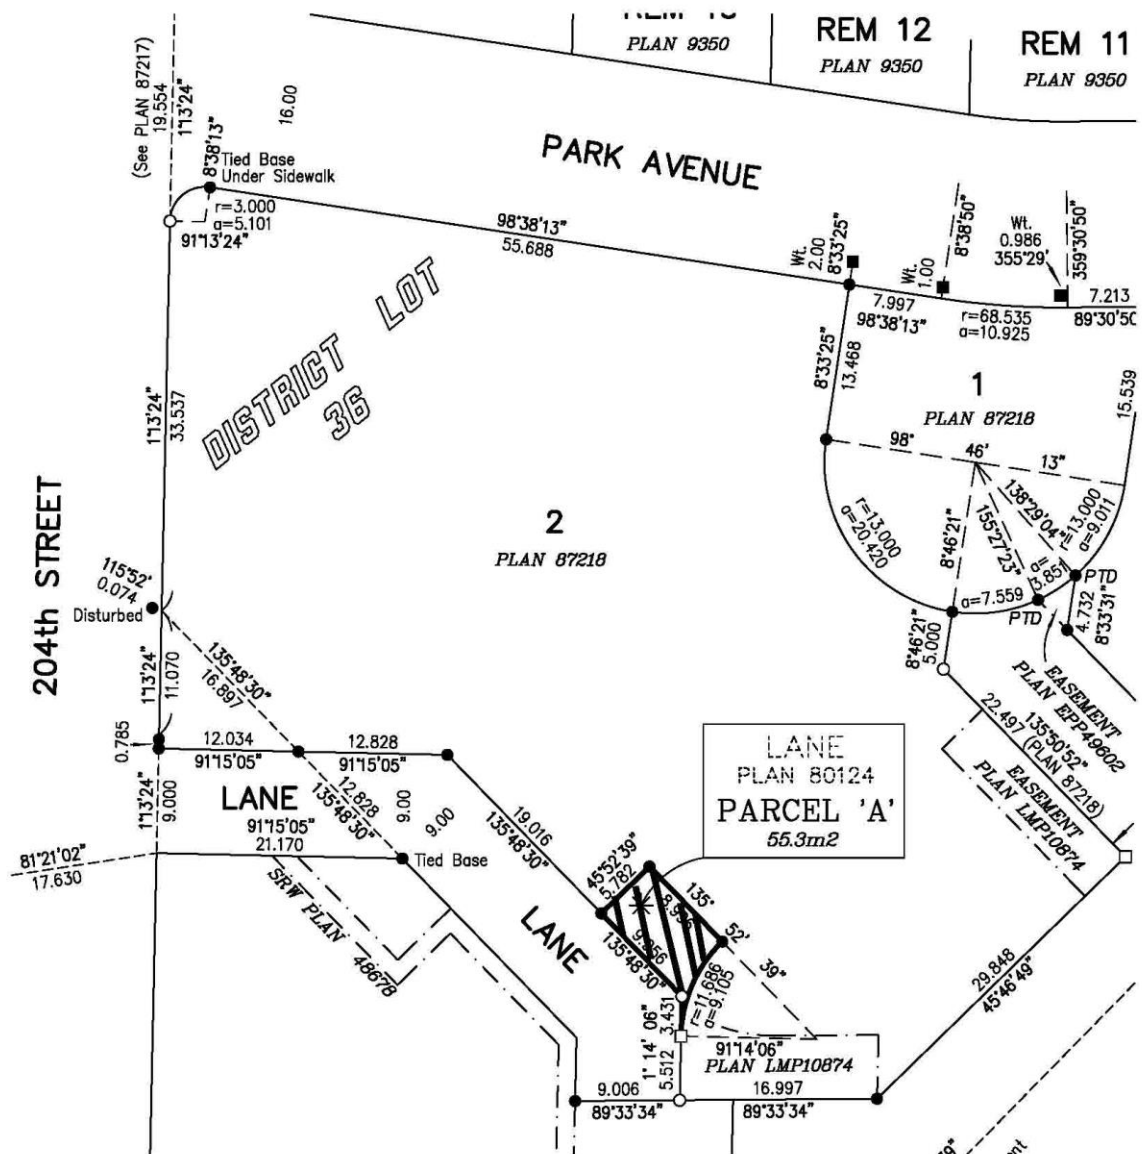 REM 12
PLAN 9350
PLAN 9350
REM 11
PLAN 9350
(See PLAN 87217)
19.554
1°13'24"
8°38'13"
16.00
Tied Base
Under Sidewalk
r=3.000
a=5.101
91°13'24"
PARK AVENUE
98°38'13"
55.688
Wt.
2.00
8°33'25"
Wt.
1.00
8°38'50"
Wt.
0.986
355°29'
359°30'50"
7.997
98°38'13"
r=68.535
a=10.925
7.213
89°30'50
DISTRICT LOT
36
1°13'24"
33.537
8°33'25"
13.468
1
PLAN 87218
15.539
98°
46'
13"
204th STREET
2
PLAN 87218
r=13.000
a=20.420
8°46'21"
155°27'23"
138°29'04"
r=13.000
a=9.011
a=
3.851
a=7.559
PTD
PTD
4.732
8°33'31"
115°52'
0.074
Disturbed
1°13'24"
11.070
135°48'30"
16.897
8°46'21"
5.000
EASEMENT
PLAN EPP49602
22.497 (PLAN 87218)
135°50'52"
EASEMENT
PLAN LMP10874
0.785
12.034
91°15'05"
12.828
91°15'05"
1°13'24"
9.000
LANE
91°15'05"
21.170
12.828
135°48'30"
9.00
9.00
Tied Base
19.016
135°48'30"
LANE
PLAN 80124
PARCEL 'A'
55.3m2
81°21'02"
17.630
SRW PLAN 48678
45°52'39"
5.782
135°
52'
39"
9.956
135°48'30"
LANE
r=11.686
a=9.105
3.431
1° 14' 06"
5.512
91°14'06"
PLAN LMP10874
29.848
45°46'49"
9.006
89°33'34"
16.997
89°33'34"